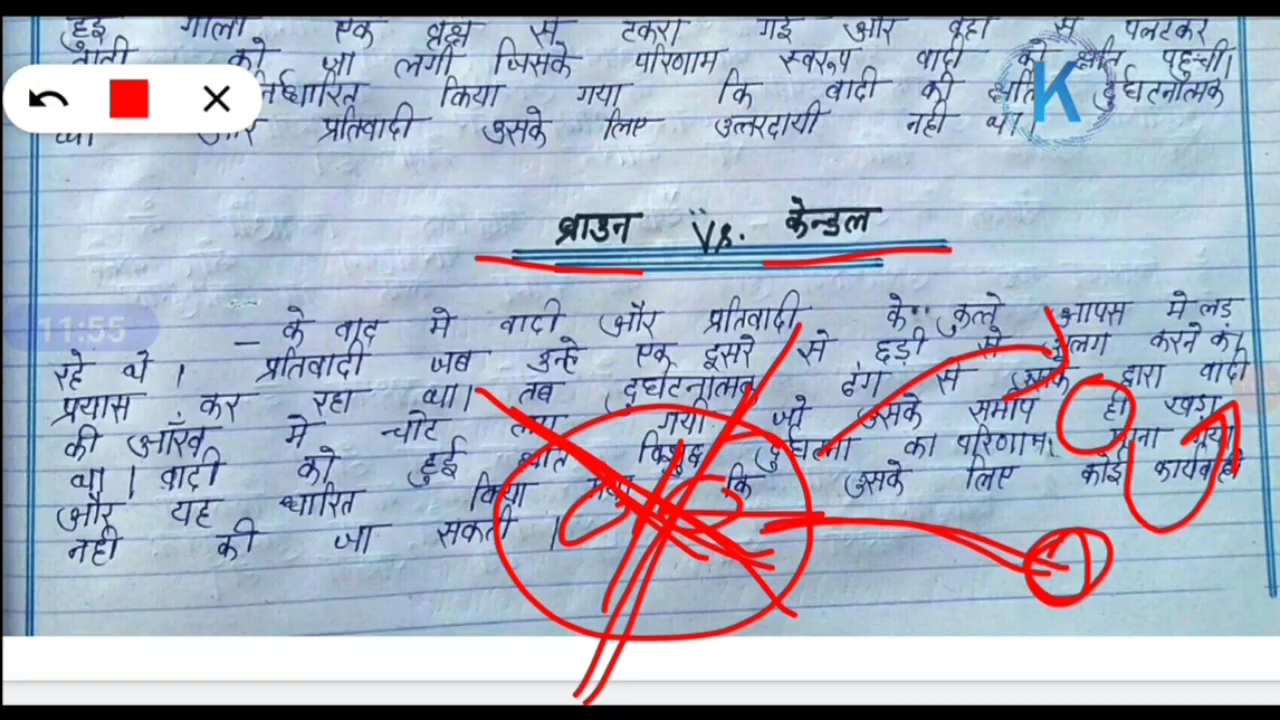 हुई गोली एक वृक्ष से टकरा गई और वहां से पलटकर
वादी को जा लगी जिसके परिणाम स्वरूप वादी को क्षति पहुन्ची।
निर्धारित किया गया कि वादी की क्षति दुर्घटनात्मक
थी और प्रतिवादी उसके लिए उत्तरदायी नही था।
K
ब्राउन Vs. केन्डल
11:55
— के वाद मे वादी और प्रतिवादी के कुत्ते आपस मे लड़
रहे थे। प्रतिवादी जब उन्हे एक दूसरे से छड़ी से अलग करने का
प्रयास कर रहा था। तब दुर्घटनात्मक ढंग से उसके द्वारा वादी
की आँख मे चोट लग गयी जो उसके समीप ही खड़ा
था। वादी को हुई क्षति विशुद्ध दुर्घटना का परिणाम माना गया
और यह धारित किया गया कि उसके लिए कोई कार्यवाही
नही की जा सकती।